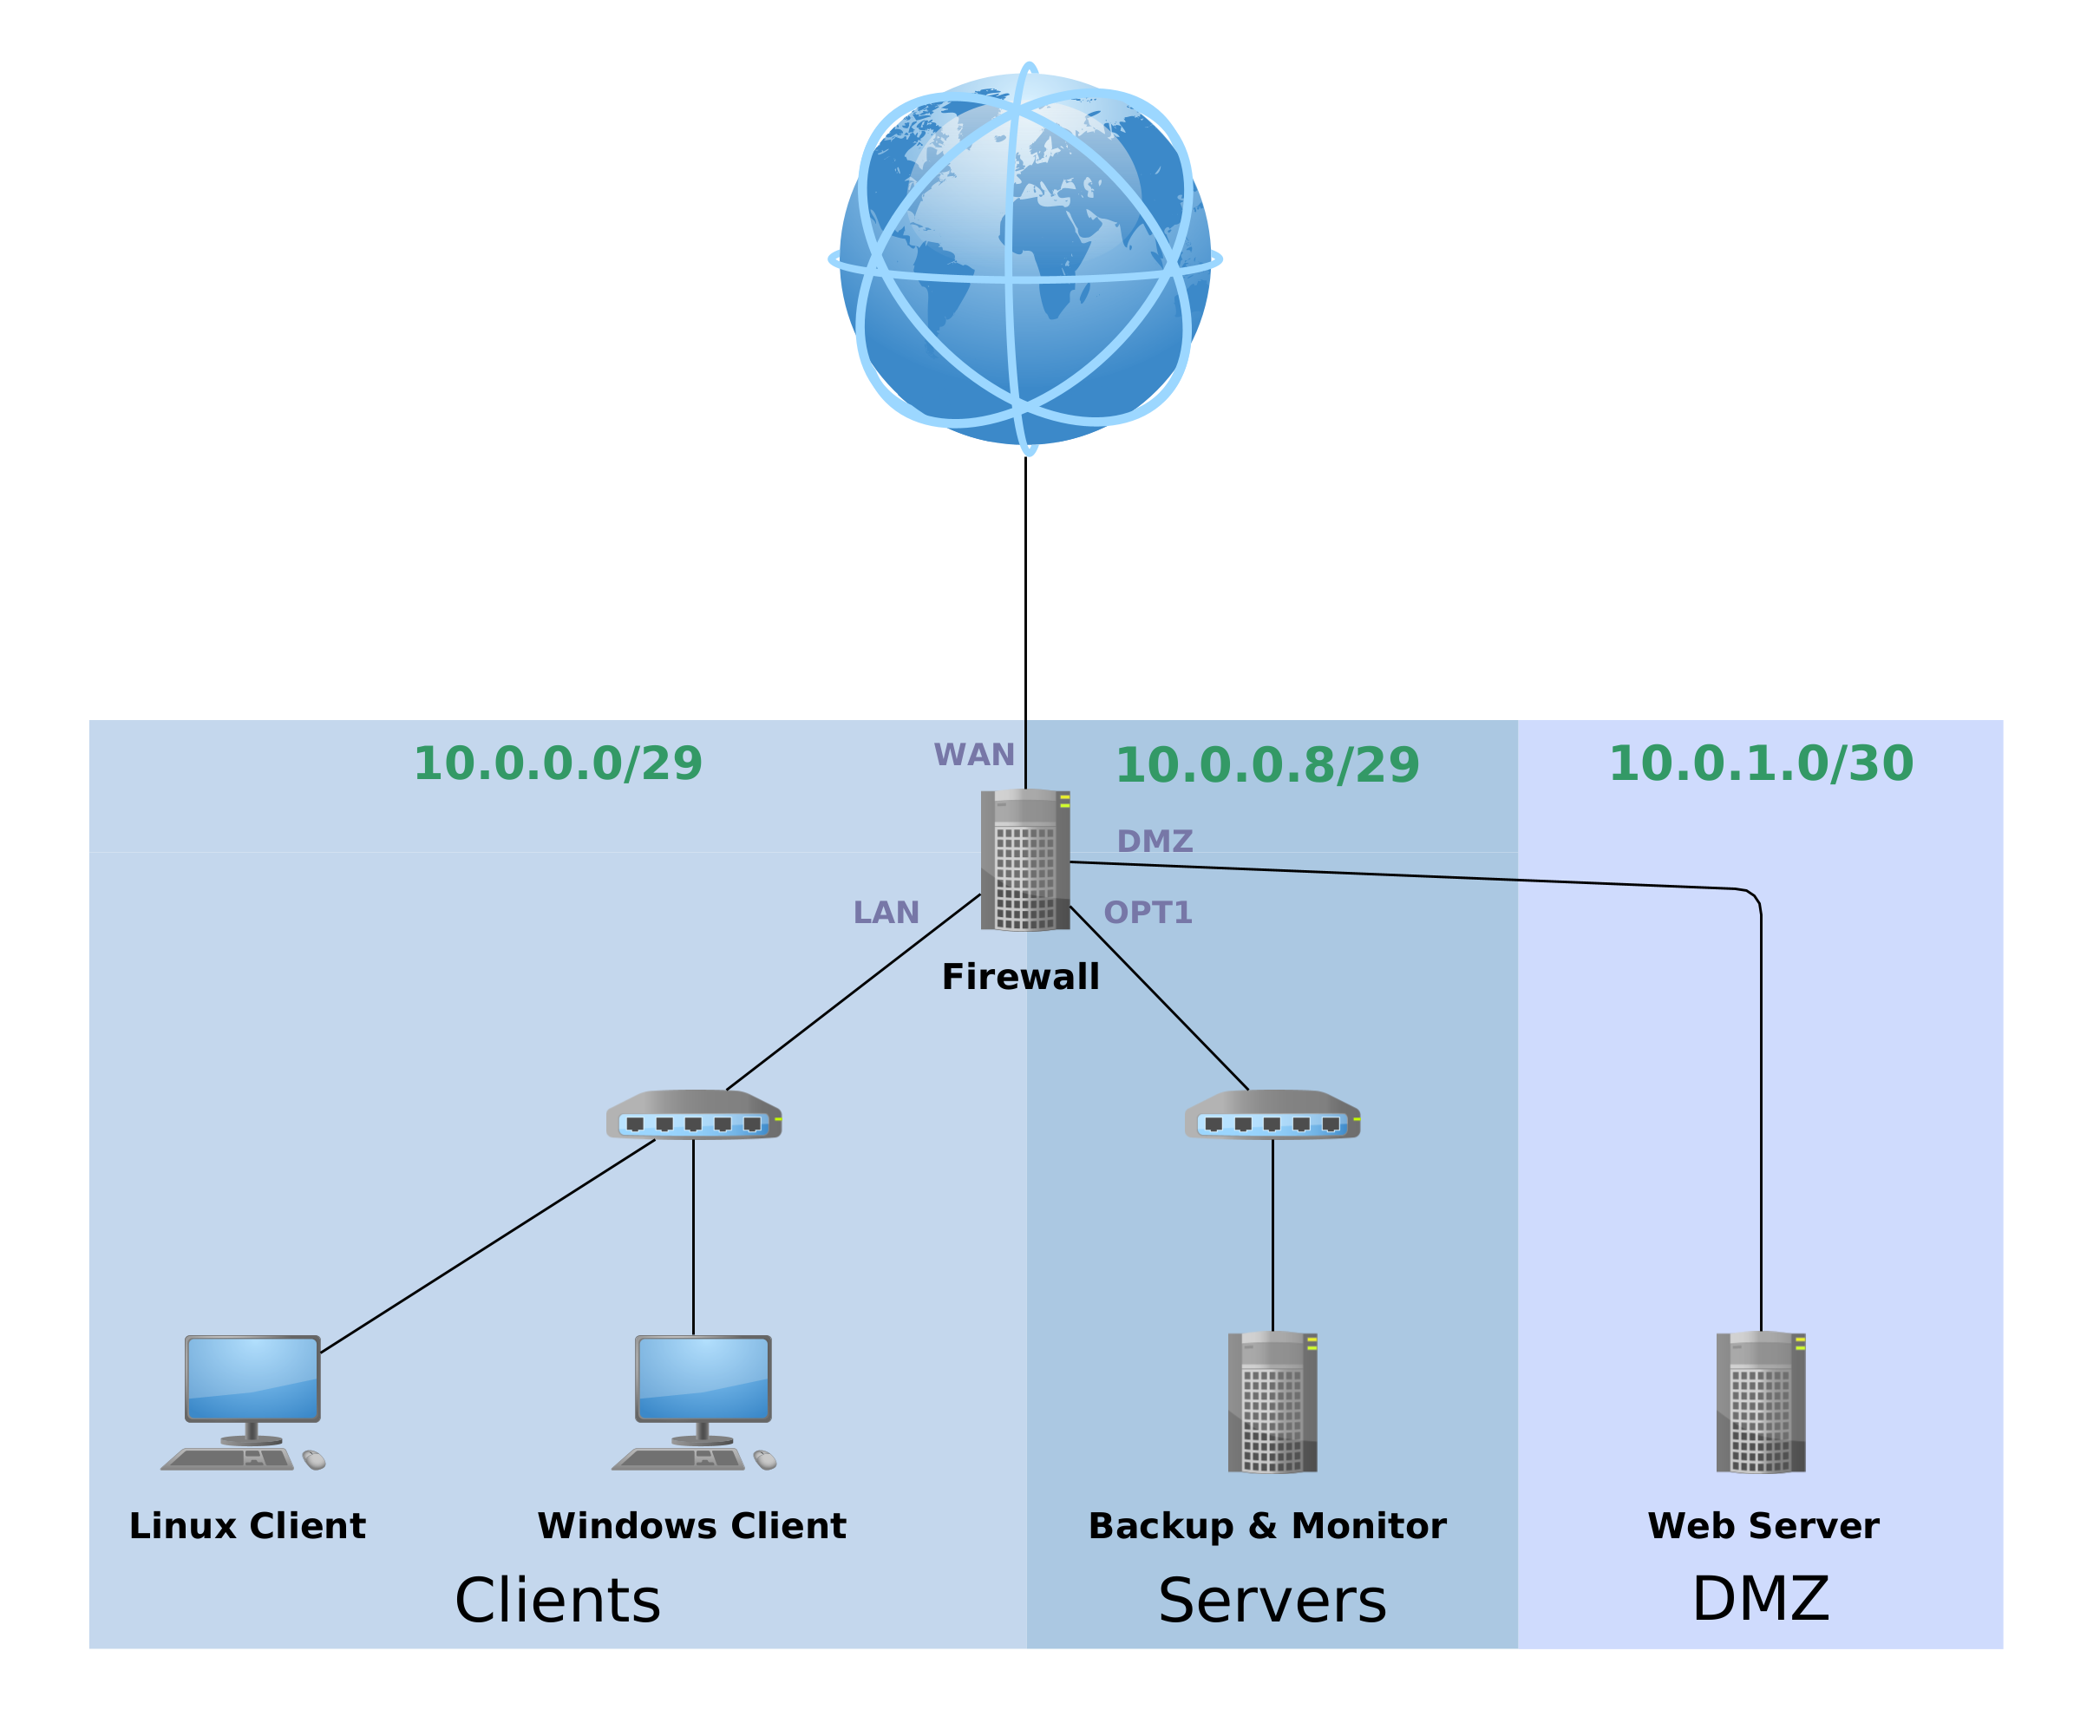 10.0.0.0/29
WAN
10.0.0.8/29
10.0.1.0/30
DMZ
LAN
OPT1
Firewall
Linux Client
Windows Client
Backup & Monitor
Web Server
Clients
Servers
DMZ